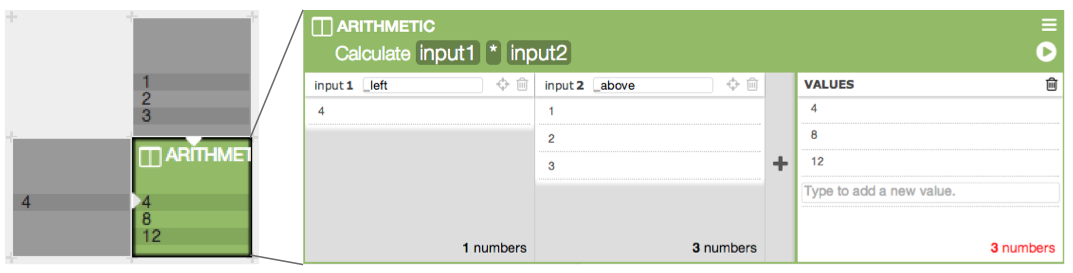 1
2
3
ARITHMET
4
4
8
12
ARITHMETIC
Calculate input1 * input2
input 1 _left
4
1 numbers
input 2 _above
1
2
3
3 numbers
+
VALUES
4
8
12
Type to add a new value.
3 numbers